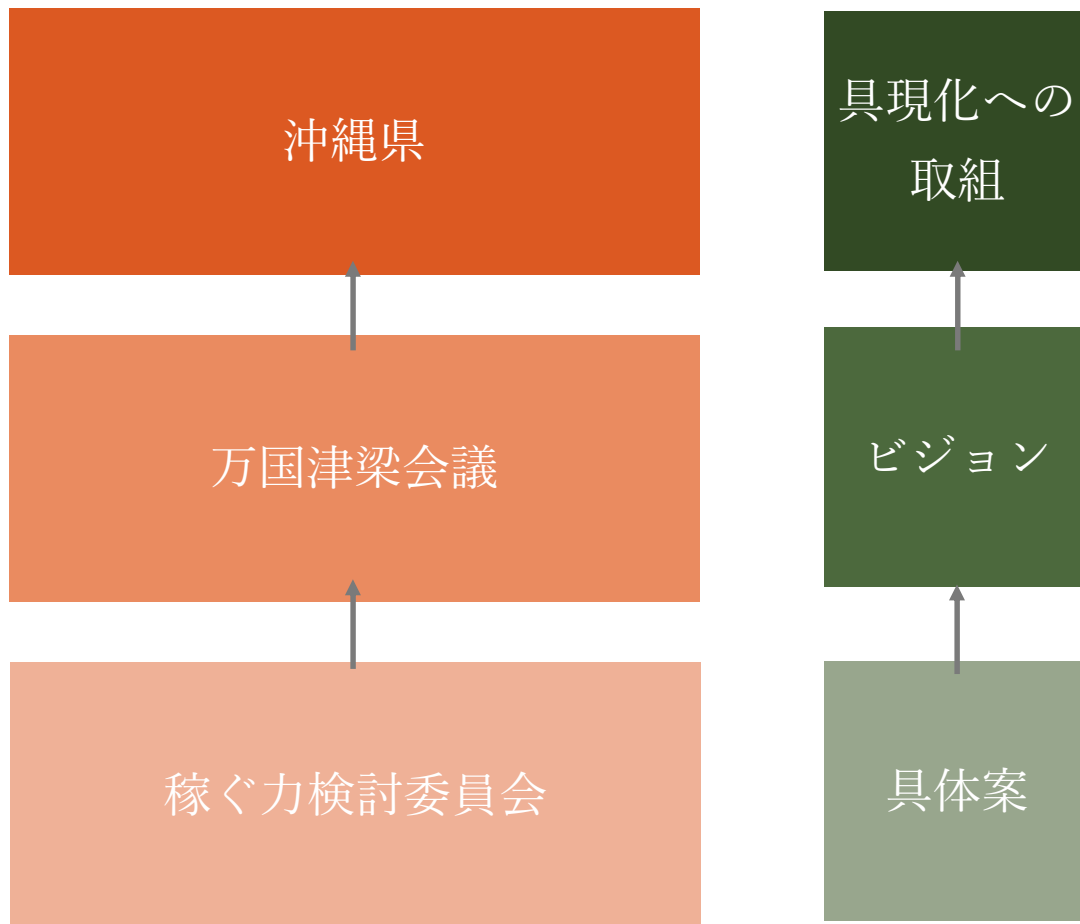 沖縄県
具現化への
取組
万国津梁会議
ビジョン
稼ぐ力検討委員会
具体案